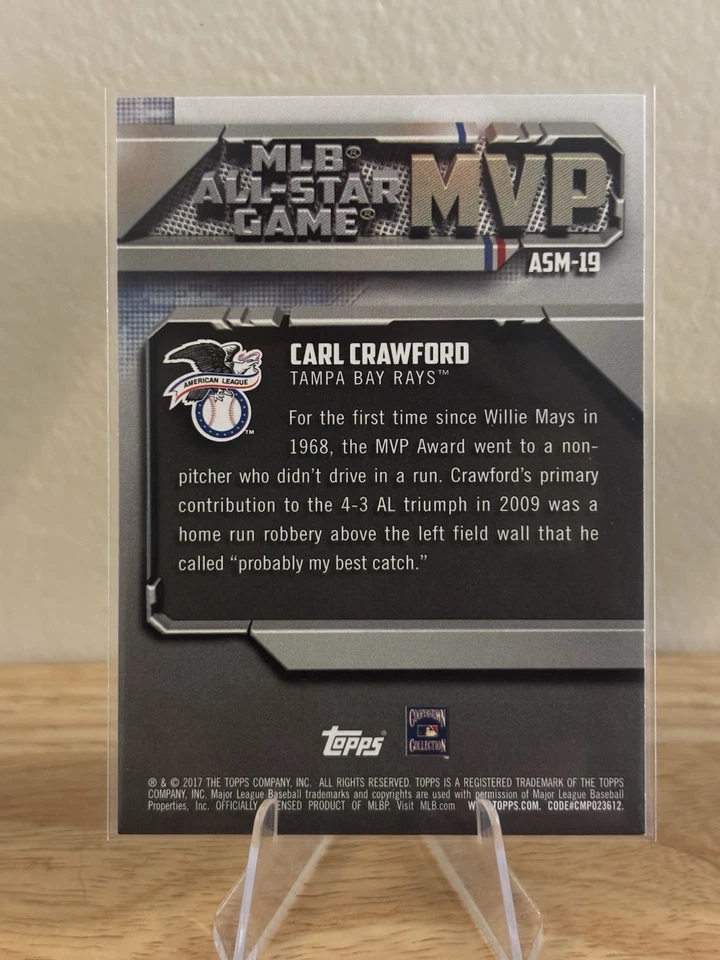 MLB® ALL-STAR GAME® MVP
ASM-19
AMERICAN LEAGUE
TM
CARL CRAWFORD
TAMPA BAY RAYS™
For the first time since Willie Mays in
1968, the MVP Award went to a non-
pitcher who didn't drive in a run. Crawford's primary
contribution to the 4-3 AL triumph in 2009 was a
home run robbery above the left field wall that he
called “probably my best catch.”
topps®
COOPERSTOWN
COLLECTION
® & © 2017 THE TOPPS COMPANY, INC. ALL RIGHTS RESERVED. TOPPS IS A REGISTERED TRADEMARK OF THE TOPPS
COMPANY, INC. Major League Baseball trademarks and copyrights are used with permission of Major League Baseball
Properties, Inc. OFFICIALLY PRODUCT OF MLBP. Visit MLB.com CODE#CMP023612.